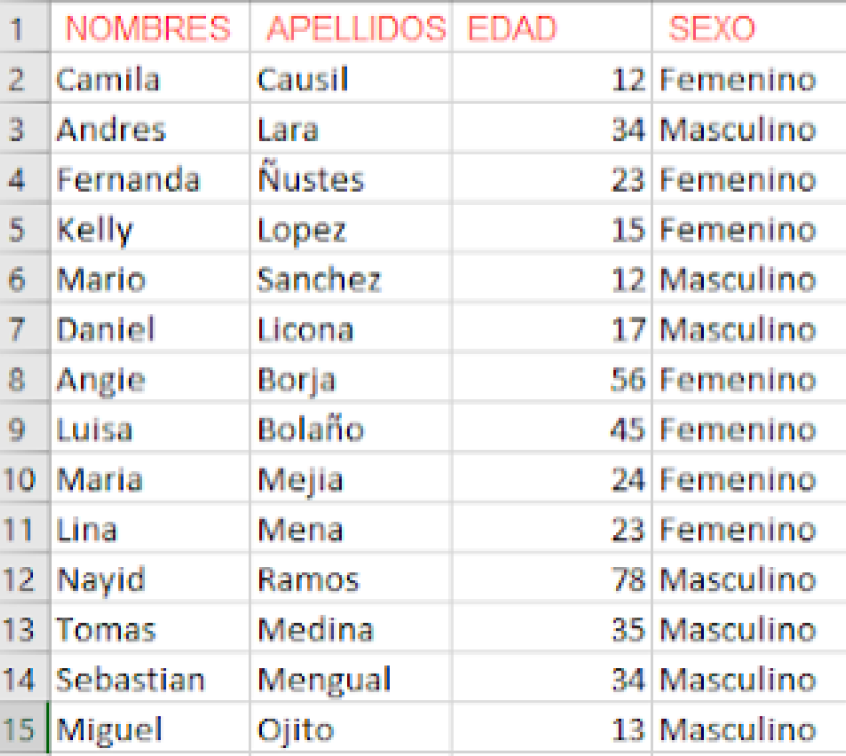 1 NOMBRES APELLIDOS EDAD SEXO
2 Camila Causil 12 Femenino
3 Andres Lara 34 Masculino
4 Fernanda Ñustes 23 Femenino
5 Kelly Lopez 15 Femenino
6 Mario Sanchez 12 Masculino
7 Daniel Licona 17 Masculino
8 Angie Borja 56 Femenino
9 Luisa Bolaño 45 Femenino
10 Maria Mejia 24 Femenino
11 Lina Mena 23 Femenino
12 Nayid Ramos 78 Masculino
13 Tomas Medina 35 Masculino
14 Sebastian Mengual 34 Masculino
15 Miguel Ojito 13 Masculino